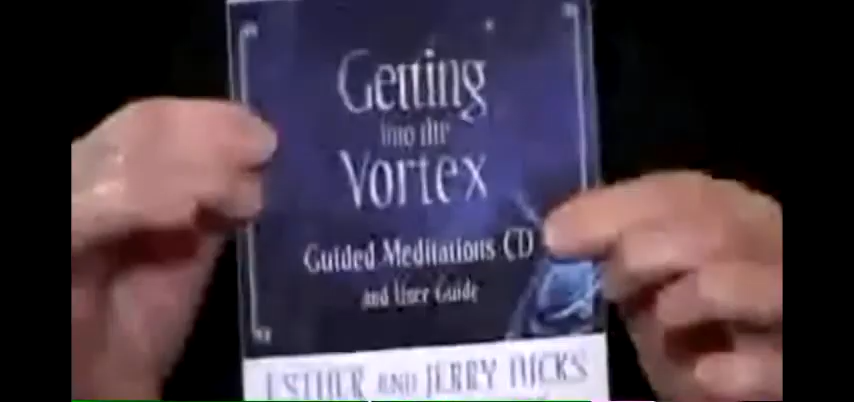 Getting
into the
Vortex
Guided Meditations CD
and User Guide
ESTHER AND JERRY HICKS